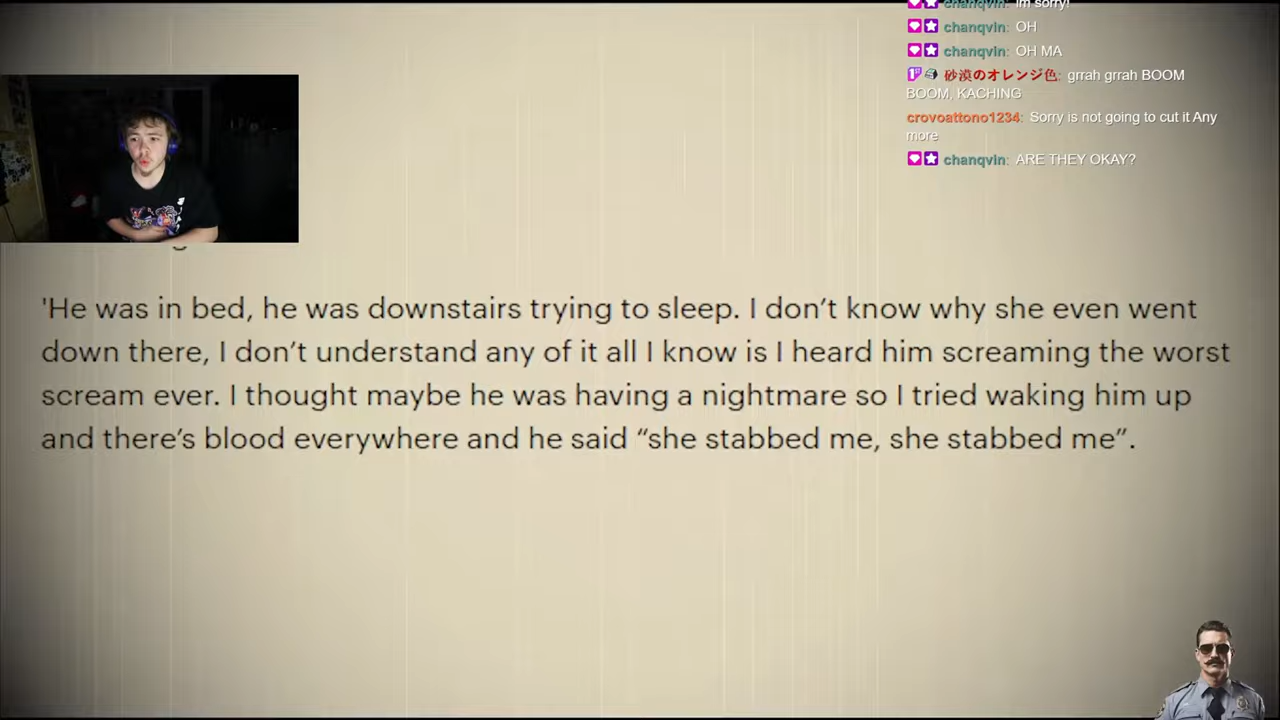 chanqvin: im sorry!
chanqvin: OH
chanqvin: OH MA
砂漠のオレンジ色: grrah grrah BOOM
BOOM, KACHING
crovoattono1234: Sorry is not going to cut it Any
more
chanqvin: ARE THEY OKAY?
'He was in bed, he was downstairs trying to sleep. I don’t know why she even went
down there, I don’t understand any of it all I know is I heard him screaming the worst
scream ever. I thought maybe he was having a nightmare so I tried waking him up
and there’s blood everywhere and he said “she stabbed me, she stabbed me”.